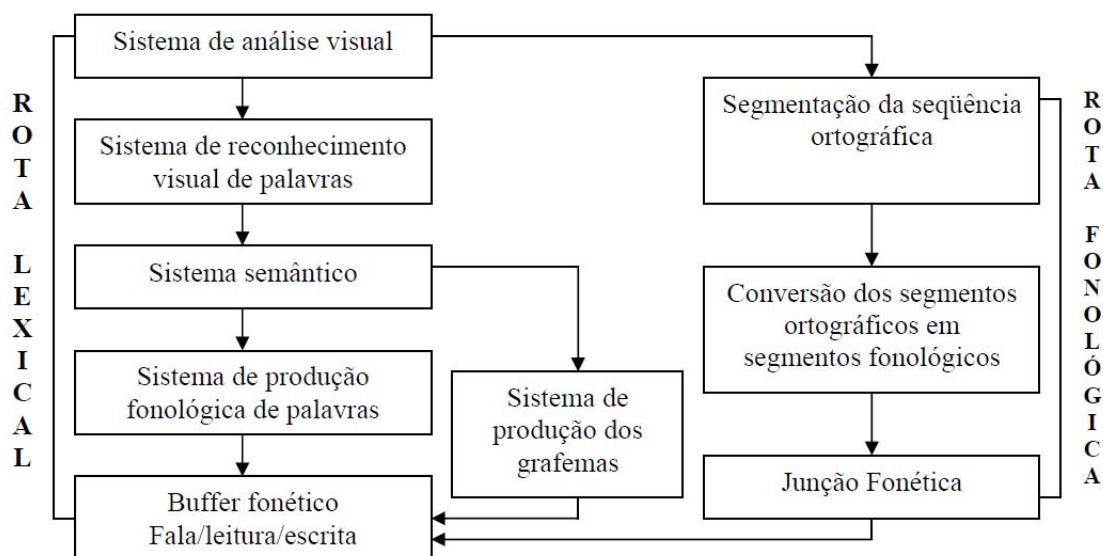 Sistema de análise visual
Sistema de reconhecimento
visual de palavras
Sistema semântico
Sistema de produção
fonológica de palavras
Buffer fonético
Fala/leitura/escrita
Sistema de
produção dos
grafemas
Segmentação da seqüência
ortográfica
Conversão dos segmentos
ortográficos em
segmentos fonológicos
Junção Fonética
ROTA LEXICAL
ROTA FONOLÓGICA